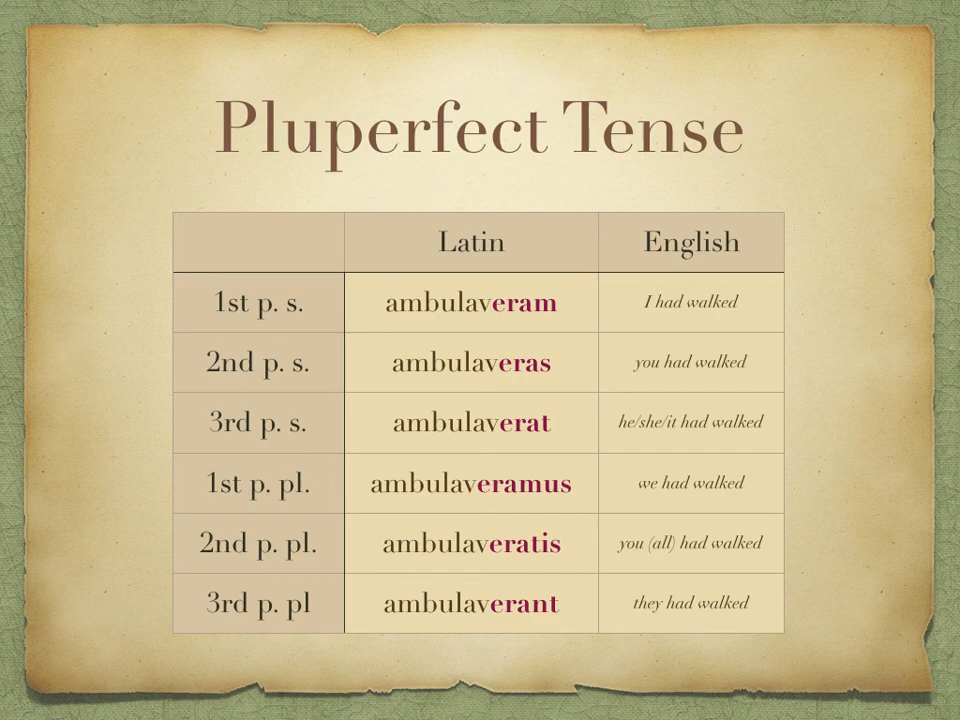 Pluperfect Tense
Latin English
1st p. s. ambulaveram I had walked
2nd p. s. ambulaveras you had walked
3rd p. s. ambulaverat he/she/it had walked
1st p. pl. ambulaveramus we had walked
2nd p. pl. ambulaveratis you (all) had walked
3rd p. pl ambulaverant they had walked